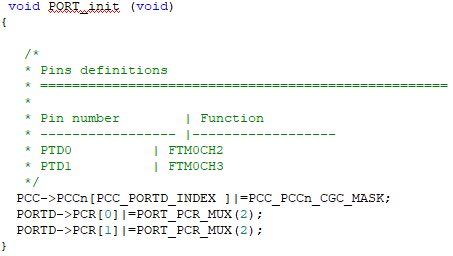 void PORT_init (void)
{
/*
* Pins definitions
* ===================================================
*
* Pin number | Function
* ----------------- |------------------
* PTD0 | FTM0CH2
* PTD1 | FTM0CH3
*/
PCC->PCCn[PCC_PORTD_INDEX ]|=PCC_PCCn_CGC_MASK;
PORTD->PCR[0]|=PORT_PCR_MUX(2);
PORTD->PCR[1]|=PORT_PCR_MUX(2);
}